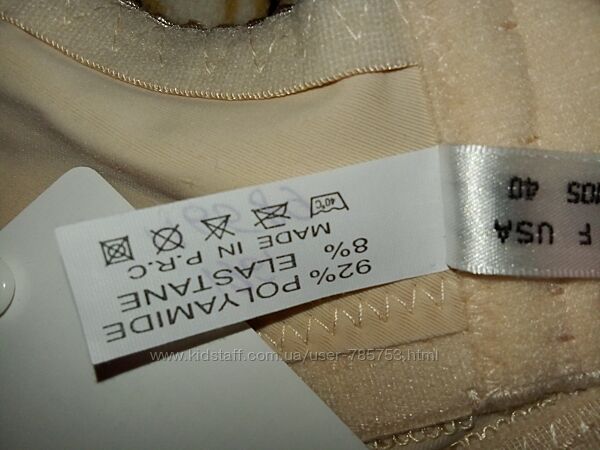 92% POLYAMIDE
8% ELASTANE
MADE IN P.R.C
40°C
F USA
40
www.kidstaff.com.ua/user-785753.html